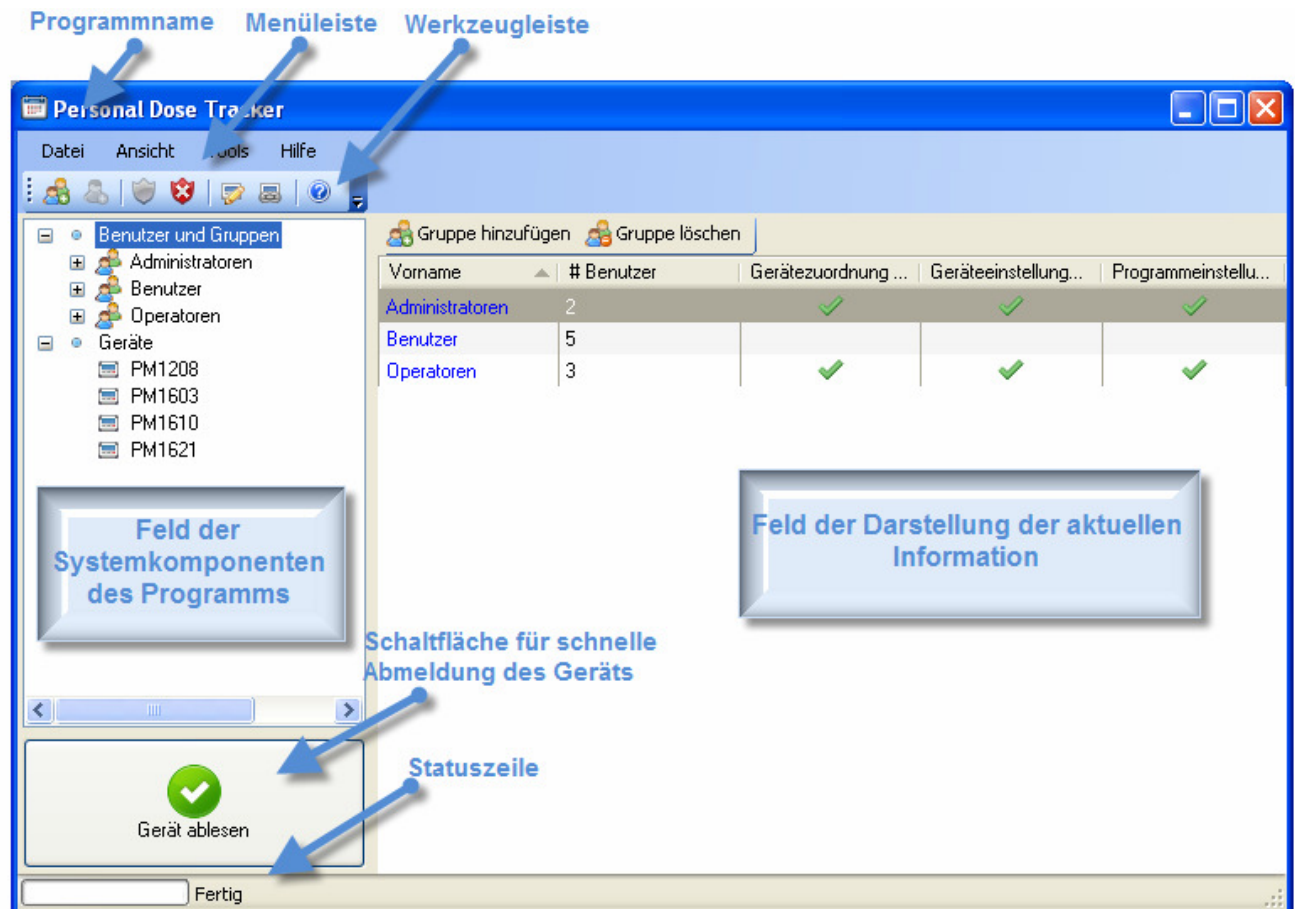 Programmname Menüleiste Werkzeugleiste
Personal Dose Tracker
Datei Ansicht Tools Hilfe
Benutzer und Gruppen
Administratoren
Benutzer
Operatoren
Geräte
PM1208
PM1603
PM1610
PM1621
Gruppe hinzufügen Gruppe löschen
Vorname # Benutzer Gerätezuordnung ... Geräteeinstellung... Programmeinstellu...
Administratoren 2
Benutzer 5
Operatoren 3
Feld der
Systemkomponenten
des Programms
Feld der Darstellung der aktuellen
Information
Schaltfläche für schnelle
Abmeldung des Geräts
Statuszeile
Gerät ablesen
Fertig